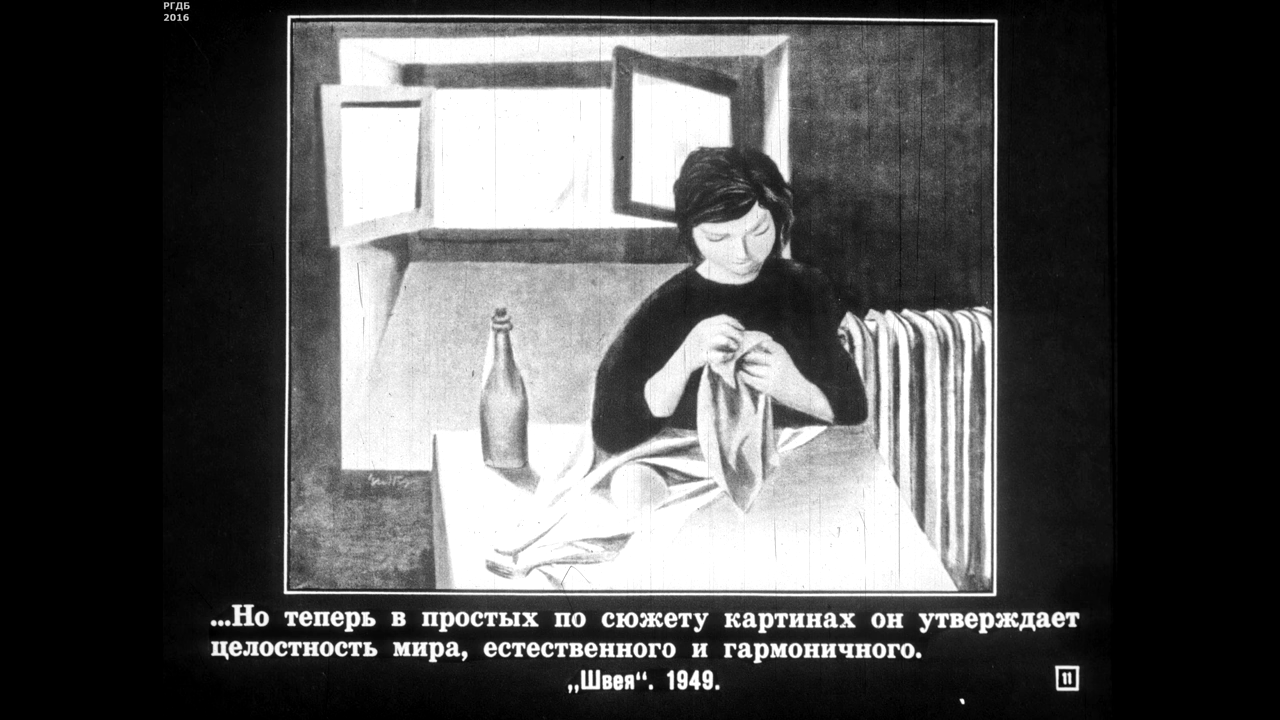 РГДБ
2016
...Но теперь в простых по сюжету картинах он утверждает
целостность мира, естественного и гармоничного.
„Швея“. 1949.
11